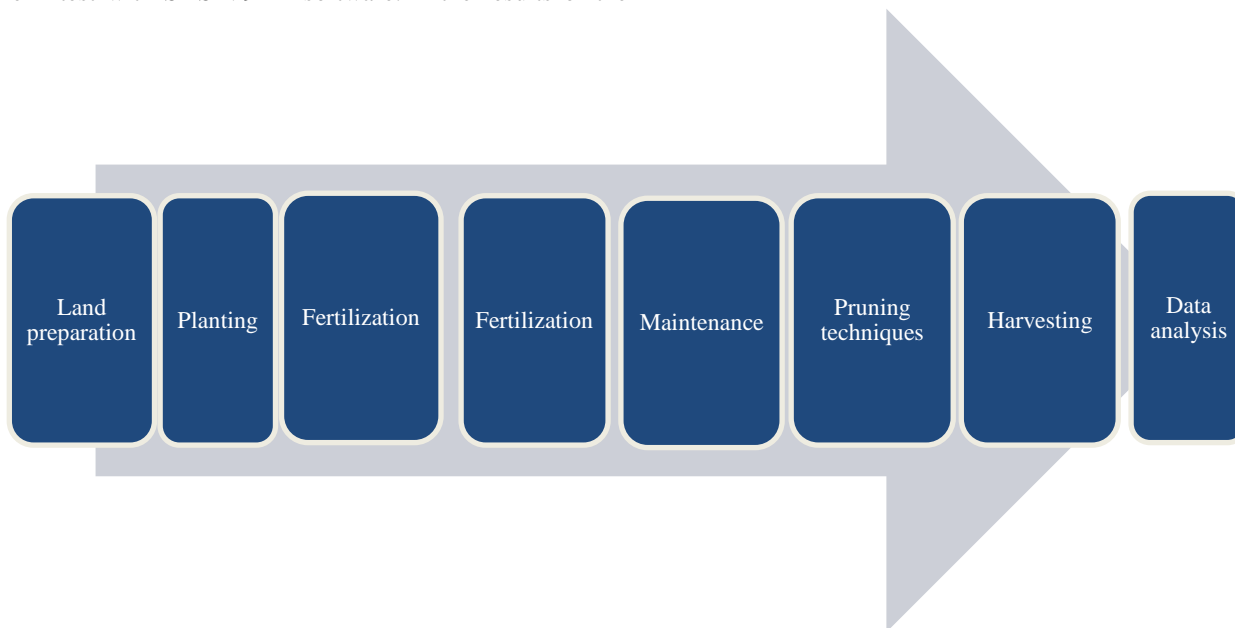 Land
preparation
Planting
Fertilization
Fertilization
Maintenance
Pruning
techniques
Harvesting
Data
analysis